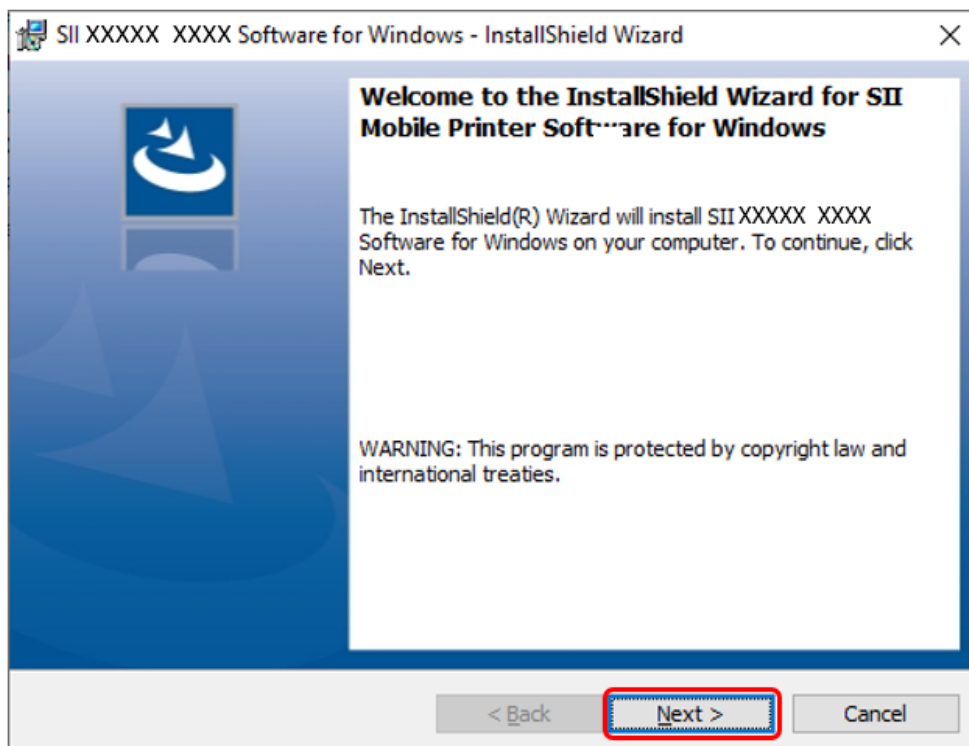 SII XXXXX XXXX Software for Windows - InstallShield Wizard
Welcome to the InstallShield Wizard for SII
Mobile Printer for Windows
The InstallShield(R) Wizard will install SII XXXXX XXXX
Software for Windows on your computer. To continue, click
Next.
WARNING: This program is protected by copyright law and
international treaties.
< Back
Next >
Cancel